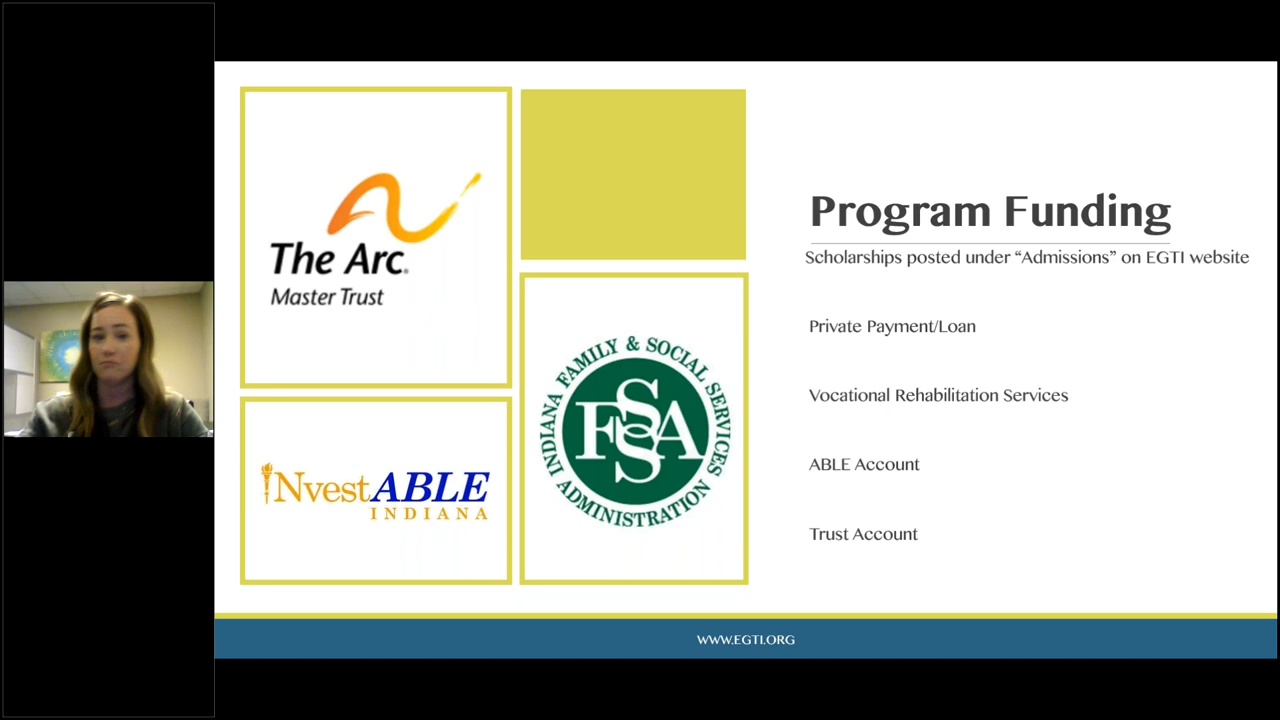 The Arc®
Master Trust
INvestABLE
INDIANA
INDIANA FAMILY & SOCIAL SERVICES ADMINISTRATION
FSSA
Program Funding
Scholarships posted under “Admissions” on EGTI website
Private Payment/Loan
Vocational Rehabilitation Services
ABLE Account
Trust Account
WWW.EGTI.ORG